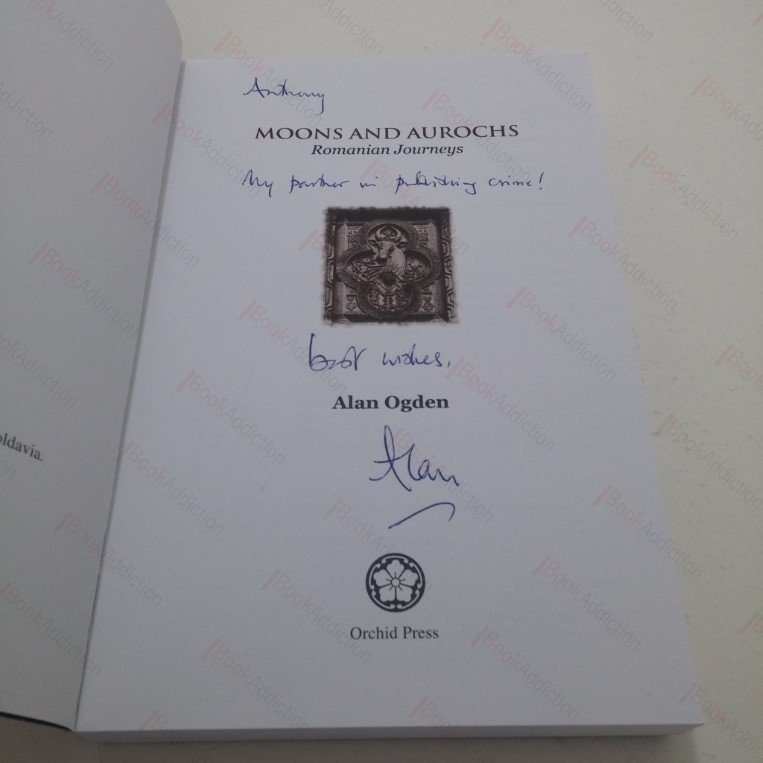 Anthony
MOONS AND AUROCHS
Romanian Journeys
My partner in publishing crime!
best wishes,
Alan Ogden
Alan
Orchid Press
oldavia.
BookAddiction